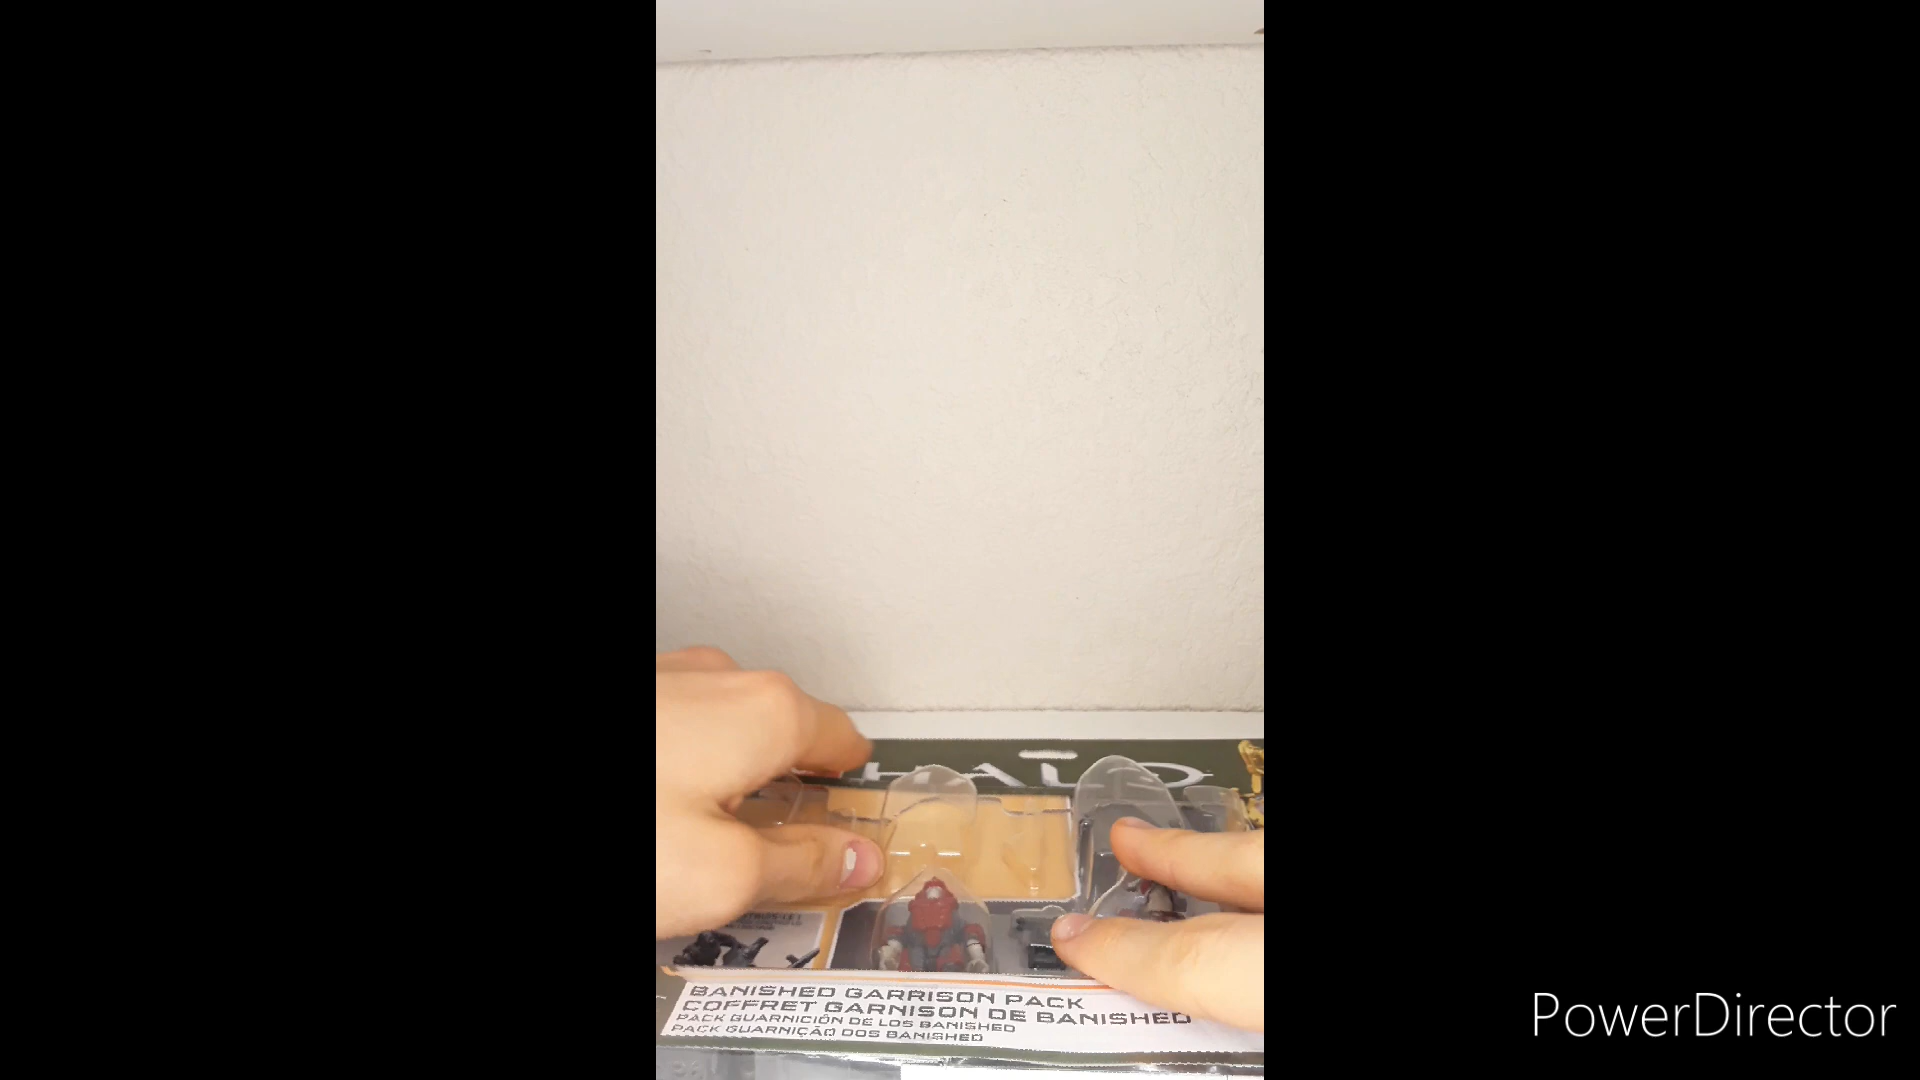 HALO
BANISHED GARRISON PACK
COFFRET GARNISON DE BANISHED
PACK GUARNICIÓN DE LOS BANISHED
PACK GUARNIÇÃO DOS BANISHED
PowerDirector